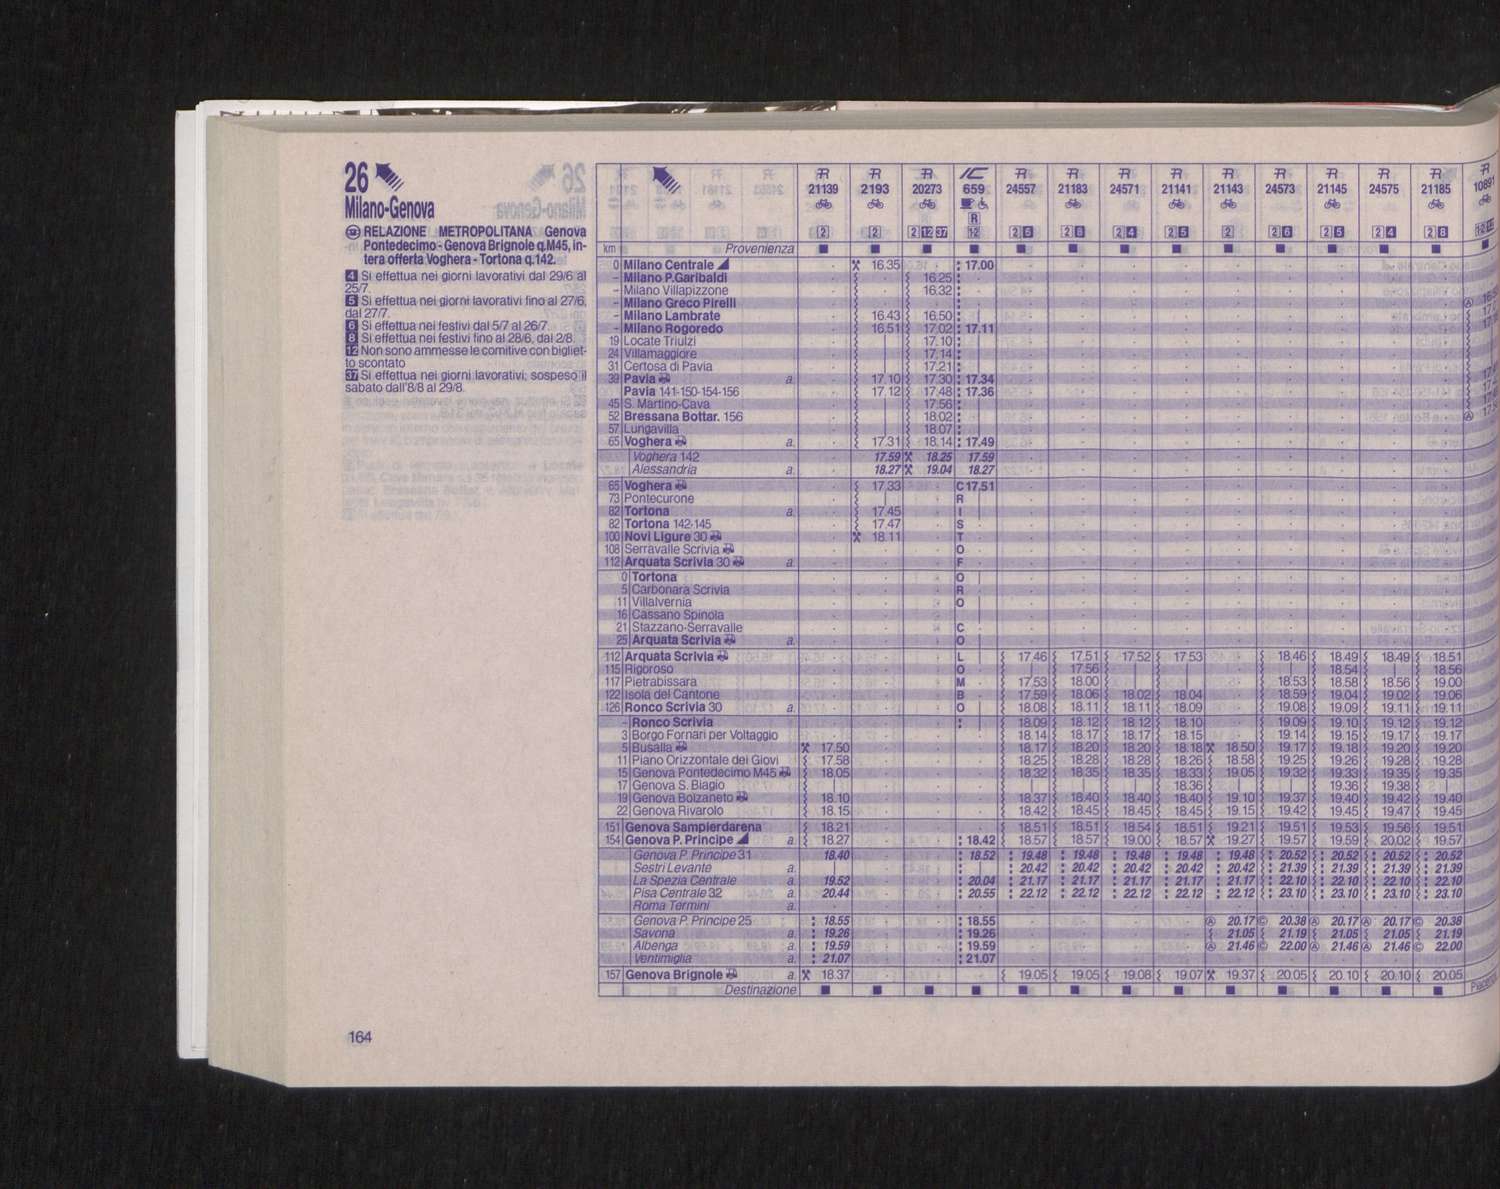 26
Milano-Genova
RELAZIONE METROPOLITANA Genova
Pontedecimo - Genova Brignole q.M45, in-
tera offerta Voghera - Tortona q.142.
4 Si effettua nei giorni lavorativi dal 29/6 al
25/7.
5 Si effettua nei giorni lavorativi fino al 27/6,
dal 27/7.
6 Si effettua nei festivi dal 5/7 al 26/7.
8 Si effettua nei festivi fino al 28/6, dal 2/8.
12 Non sono ammesse le comitive con bigliet-
to scontato
37 Si effettua nei giorni lavorativi; sospeso il
sabato dall'8/8 al 29/8.
R R R IC R R R R R R R R R R
21139 2193 20273 659 24557 21183 24571 21141 21143 24573 21145 24575 21185 10891
R
2 2 2 12 37 1-2 2 5 2 8 2 4 2 5 2 2 6 2 5 2 4 2 8
km Provenienza
0 Milano Centrale 16.35 17.00
– Milano P.Garibaldi 16.25
– Milano Villapizzone 16.32
– Milano Greco Pirelli
– Milano Lambrate 16.43 16.50
– Milano Rogoredo 16.51 17.02 17.11
19 Locate Triulzi 17.10
24 Villamaggiore 17.14
31 Certosa di Pavia 17.21
39 Pavia a. 17.10 17.30 17.34
Pavia 141-150-154-156 17.12 17.48 17.36
45 S. Martino-Cava 17.56
52 Bressana Bottar. 156 18.02
57 Lungavilla 18.07
65 Voghera a. 17.31 18.14 17.49
Voghera 142 17.59 18.25 17.59
Alessandria a. 18.27 19.04 18.27
65 Voghera 17.33 C 17.51
73 Pontecurone R
82 Tortona a. 17.45 I
82 Tortona 142-145 17.47 S
100 Novi Ligure 30 18.11 T
108 Serravalle Scrivia O
112 Arquata Scrivia 30 a. F
0 Tortona O
5 Carbonara Scrivia R
11 Villalvernia O
16 Cassano Spinola
21 Stazzano-Serravalle C
25 Arquata Scrivia a. O
112 Arquata Scrivia L 17.46 17.51 17.52 17.53 18.46 18.49 18.49 18.51
115 Rigoroso O 17.56 18.54 18.56
117 Pietrabissara M 17.53 18.00 18.53 18.58 18.56 19.00
122 Isola del Cantone B 17.59 18.06 18.02 18.04 18.59 19.04 19.02 19.06
126 Ronco Scrivia 30 a. O 18.08 18.11 18.11 18.09 19.08 19.09 19.11 19.11
– Ronco Scrivia 18.09 18.12 18.12 18.10 19.09 19.10 19.12 19.12
3 Borgo Fornari per Voltaggio 18.14 18.17 18.17 18.15 19.14 19.15 19.17 19.17
5 Busalla 17.50 18.17 18.20 18.20 18.18 18.50 19.17 19.18 19.20 19.20
11 Piano Orizzontale dei Giovi 17.58 18.25 18.28 18.28 18.26 18.58 19.25 19.26 19.28 19.28
15 Genova Pontedecimo M45 18.05 18.32 18.35 18.35 18.33 19.05 19.32 19.33 19.35 19.35
17 Genova S. Biagio 18.36 19.36 19.38
19 Genova Bolzaneto 18.10 18.37 18.40 18.40 18.40 19.10 19.37 19.40 19.42 19.40
22 Genova Rivarolo 18.15 18.42 18.45 18.45 18.45 19.15 19.42 19.45 19.47 19.45
151 Genova Sampierdarena 18.21 18.51 18.51 18.54 18.51 19.21 19.51 19.53 19.56 19.51
154 Genova P. Principe a. 18.27 18.42 18.57 18.57 19.00 18.57 19.27 19.57 19.59 20.02 19.57
Genova P. Principe 31 18.40 18.52 19.48 19.48 19.48 19.48 19.48 20.52 20.52 20.52 20.52
Sestri Levante a. 20.42 20.42 20.42 20.42 20.42 21.39 21.39 21.39 21.39
La Spezia Centrale a. 19.52 20.04 21.17 21.17 21.17 21.17 21.17 22.10 22.10 22.10 22.10
Pisa Centrale 32 a. 20.44 20.55 22.12 22.12 22.12 22.12 22.12 23.10 23.10 23.10 23.10
Roma Termini a.
Genova P. Principe 25 18.55 18.55 A 20.17 C 20.38 A 20.17 A 20.17 C 20.38
Savona a. 19.26 19.26 21.05 21.19 21.05 21.05 21.19
Albenga a. 19.59 19.59 A 21.46 C 22.00 A 21.46 A 21.46 C 22.00
Ventimiglia a. 21.07 21.07
157 Genova Brignole a. 18.37 19.05 19.05 19.08 19.07 19.37 20.05 20.10 20.10 20.05
Destinazione
164